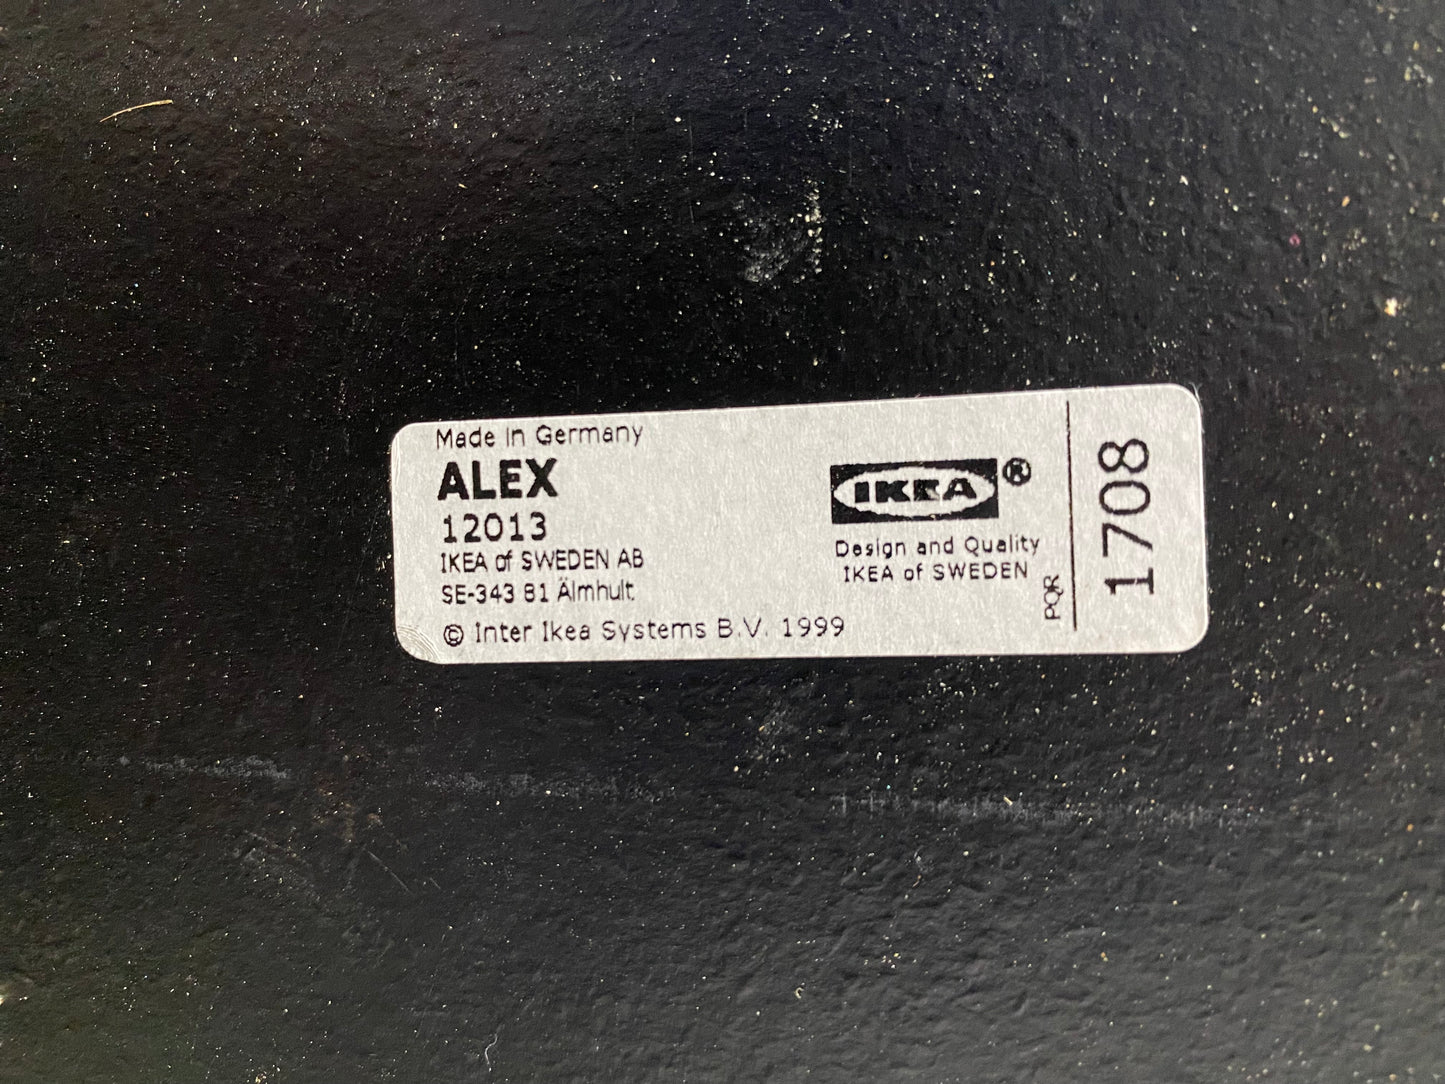 Made in Germany
ALEX
12013
IKEA of SWEDEN AB
SE-343 81 Älmhult
© Inter Ikea Systems B.V. 1999
IKEA®
Design and Quality
IKEA of SWEDEN
PQR
1708